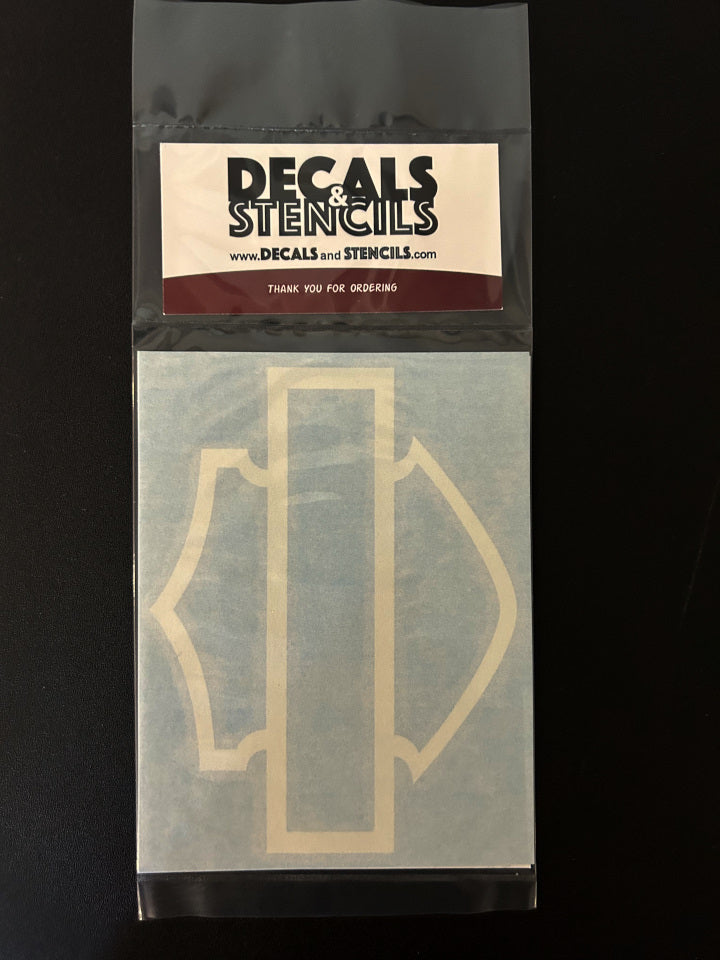 DECALS
&
STENCILS
www.DECALS and STENCILS.com
THANK YOU FOR ORDERING